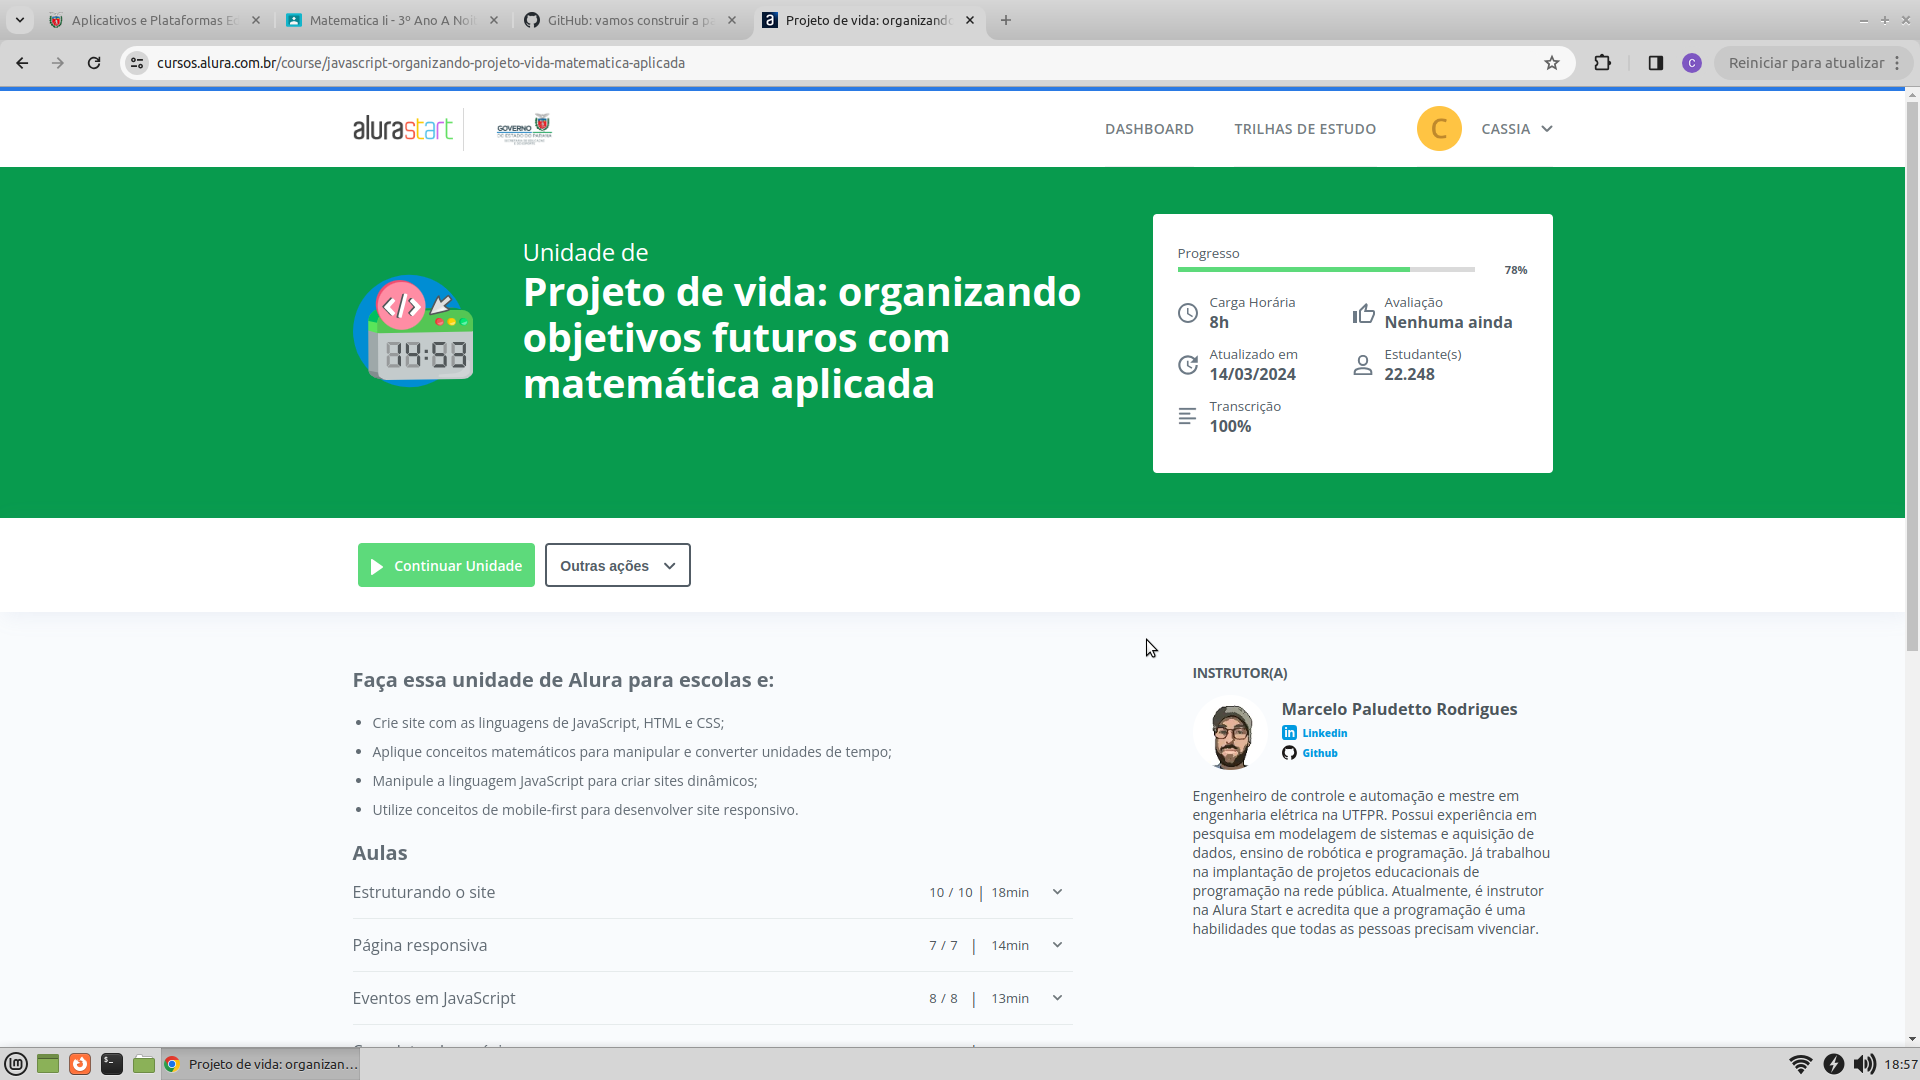 Aplicativos e Plataformas Ed
Matematica Ii - 3º Ano A Noi
GitHub: vamos construir a pa
Projeto de vida: organizando
cursos.alura.com.br/course/javascript-organizando-projeto-vida-matematica-aplicada
C
Reiniciar para atualizar
alurastart
GOVERNO
DASHBOARD
TRILHAS DE ESTUDO
C
CASSIA
Unidade de
Projeto de vida: organizando
objetivos futuros com
matemática aplicada
</>
14:53
Progresso
78%
Carga Horária
8h
Avaliação
Nenhuma ainda
Atualizado em
14/03/2024
Estudante(s)
22.248
Transcrição
100%
Continuar Unidade
Outras ações
Faça essa unidade de Alura para escolas e:
Crie site com as linguagens de JavaScript, HTML e CSS;
Aplique conceitos matemáticos para manipular e converter unidades de tempo;
Manipule a linguagem JavaScript para criar sites dinâmicos;
Utilize conceitos de mobile-first para desenvolver site responsivo.
Aulas
Estruturando o site 10 / 10 | 18min
Página responsiva 7 / 7 | 14min
Eventos em JavaScript 8 / 8 | 13min
INSTRUTOR(A)
Marcelo Paludetto Rodrigues
Linkedin
Github
Engenheiro de controle e automação e mestre em
engenharia elétrica na UTFPR. Possui experiência em
pesquisa em modelagem de sistemas e aquisição de
dados, ensino de robótica e programação. Já trabalhou
na implantação de projetos educacionais de
programação na rede pública. Atualmente, é instrutor
na Alura Start e acredita que a programação é uma
habilidades que todas as pessoas precisam vivenciar.
Projeto de vida: organizan...
18:57